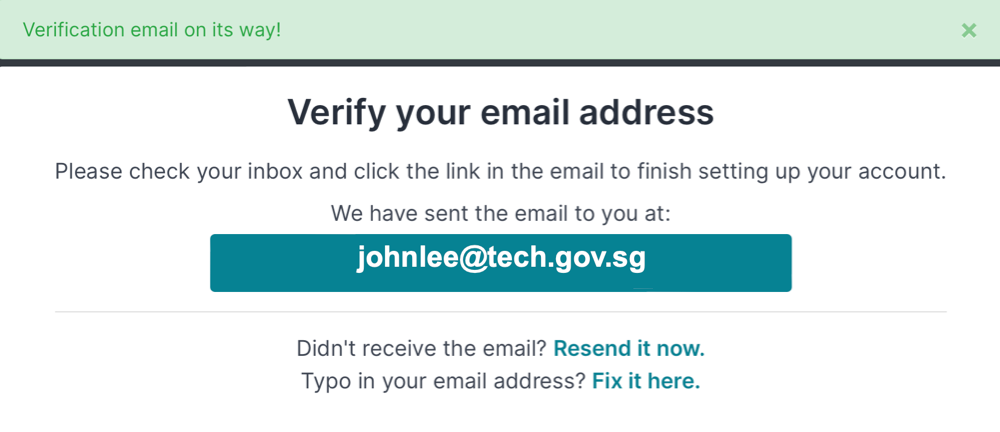 Verification email on its way!
×
Verify your email address
Please check your inbox and click the link in the email to finish setting up your account.
We have sent the email to you at:
johnlee@tech.gov.sg
Didn't receive the email? Resend it now.
Typo in your email address? Fix it here.